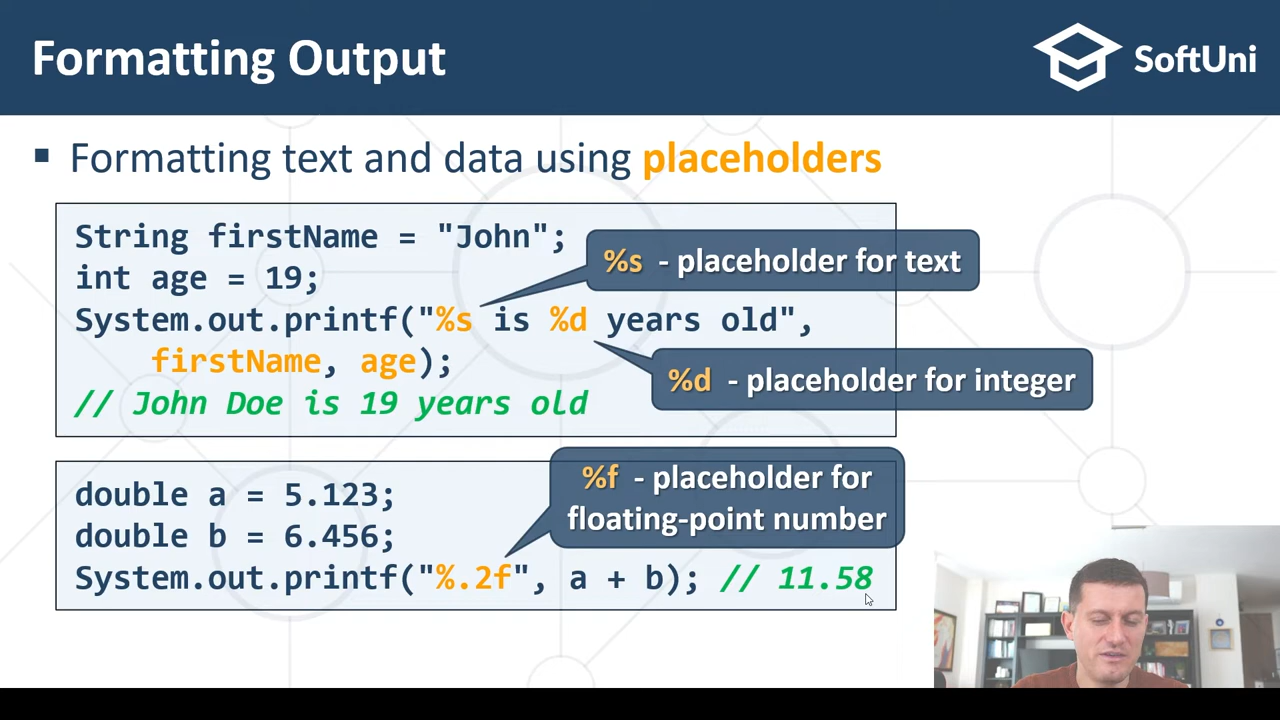 Formatting Output
SoftUni
▪ Formatting text and data using placeholders
String firstName = "John";
int age = 19;
System.out.printf("%s is %d years old",
firstName, age);
// John Doe is 19 years old
%s - placeholder for text
%d - placeholder for integer
double a = 5.123;
double b = 6.456;
System.out.printf("%.2f", a + b); // 11.58
%f - placeholder for
floating-point number